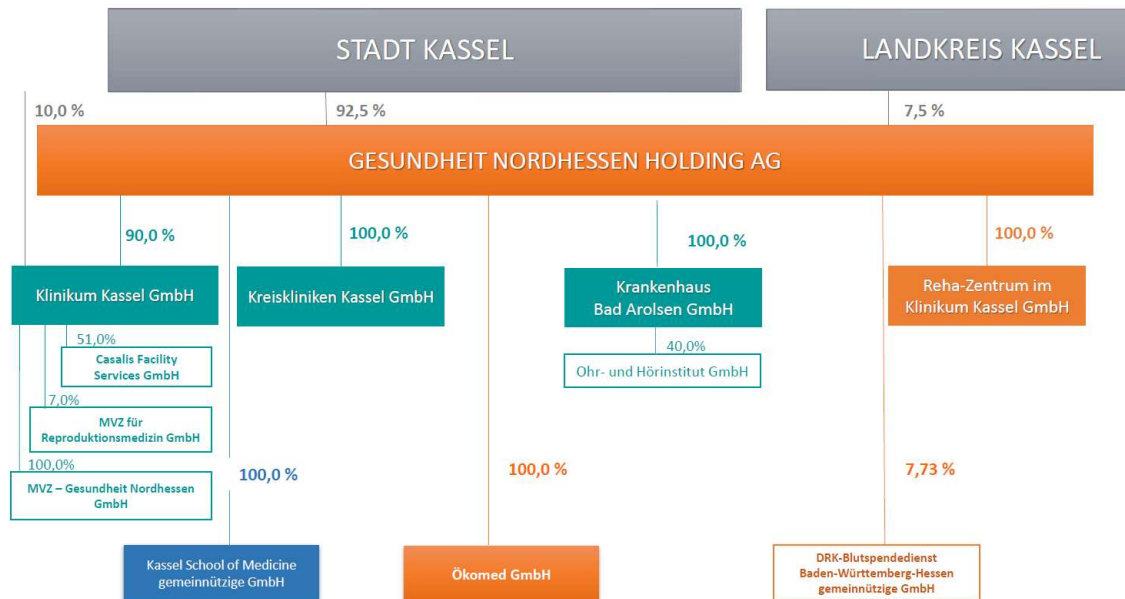 STADT KASSEL
LANDKREIS KASSEL
10,0 %
92,5 %
7,5 %
GESUNDHEIT NORDHESSEN HOLDING AG
90,0 %
100,0 %
100,0 %
100,0 %
Klinikum Kassel GmbH
Kreiskliniken Kassel GmbH
Krankenhaus
Bad Arolsen GmbH
Reha-Zentrum im
Klinikum Kassel GmbH
51,0%
Casalis Facility
Services GmbH
40,0%
Ohr- und Hörinstitut GmbH
7,0%
MVZ für
Reproduktionsmedizin GmbH
100,0%
MVZ – Gesundheit Nordhessen
GmbH
100,0 %
100,0 %
7,73 %
Kassel School of Medicine
gemeinnützige GmbH
Ökomed GmbH
DRK-Blutspendedienst
Baden-Württemberg-Hessen
gemeinnützige GmbH